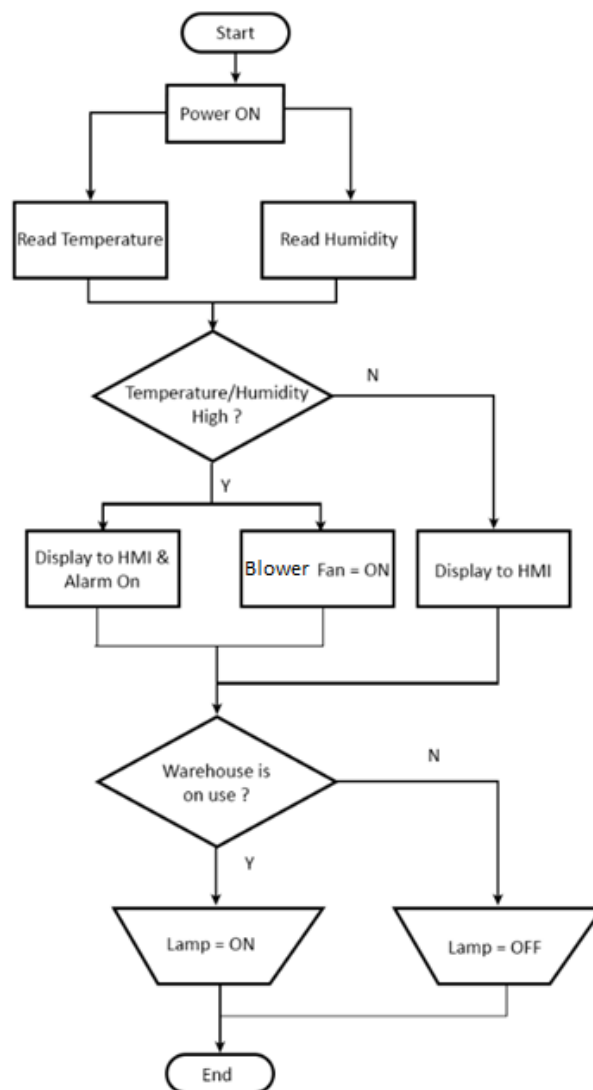 Start
Power ON
Read Temperature
Read Humidity
Temperature/Humidity
High ?
N
Y
Display to HMI &
Alarm On
Blower Fan = ON
Display to HMI
Warehouse is
on use ?
N
Y
Lamp = ON
Lamp = OFF
End